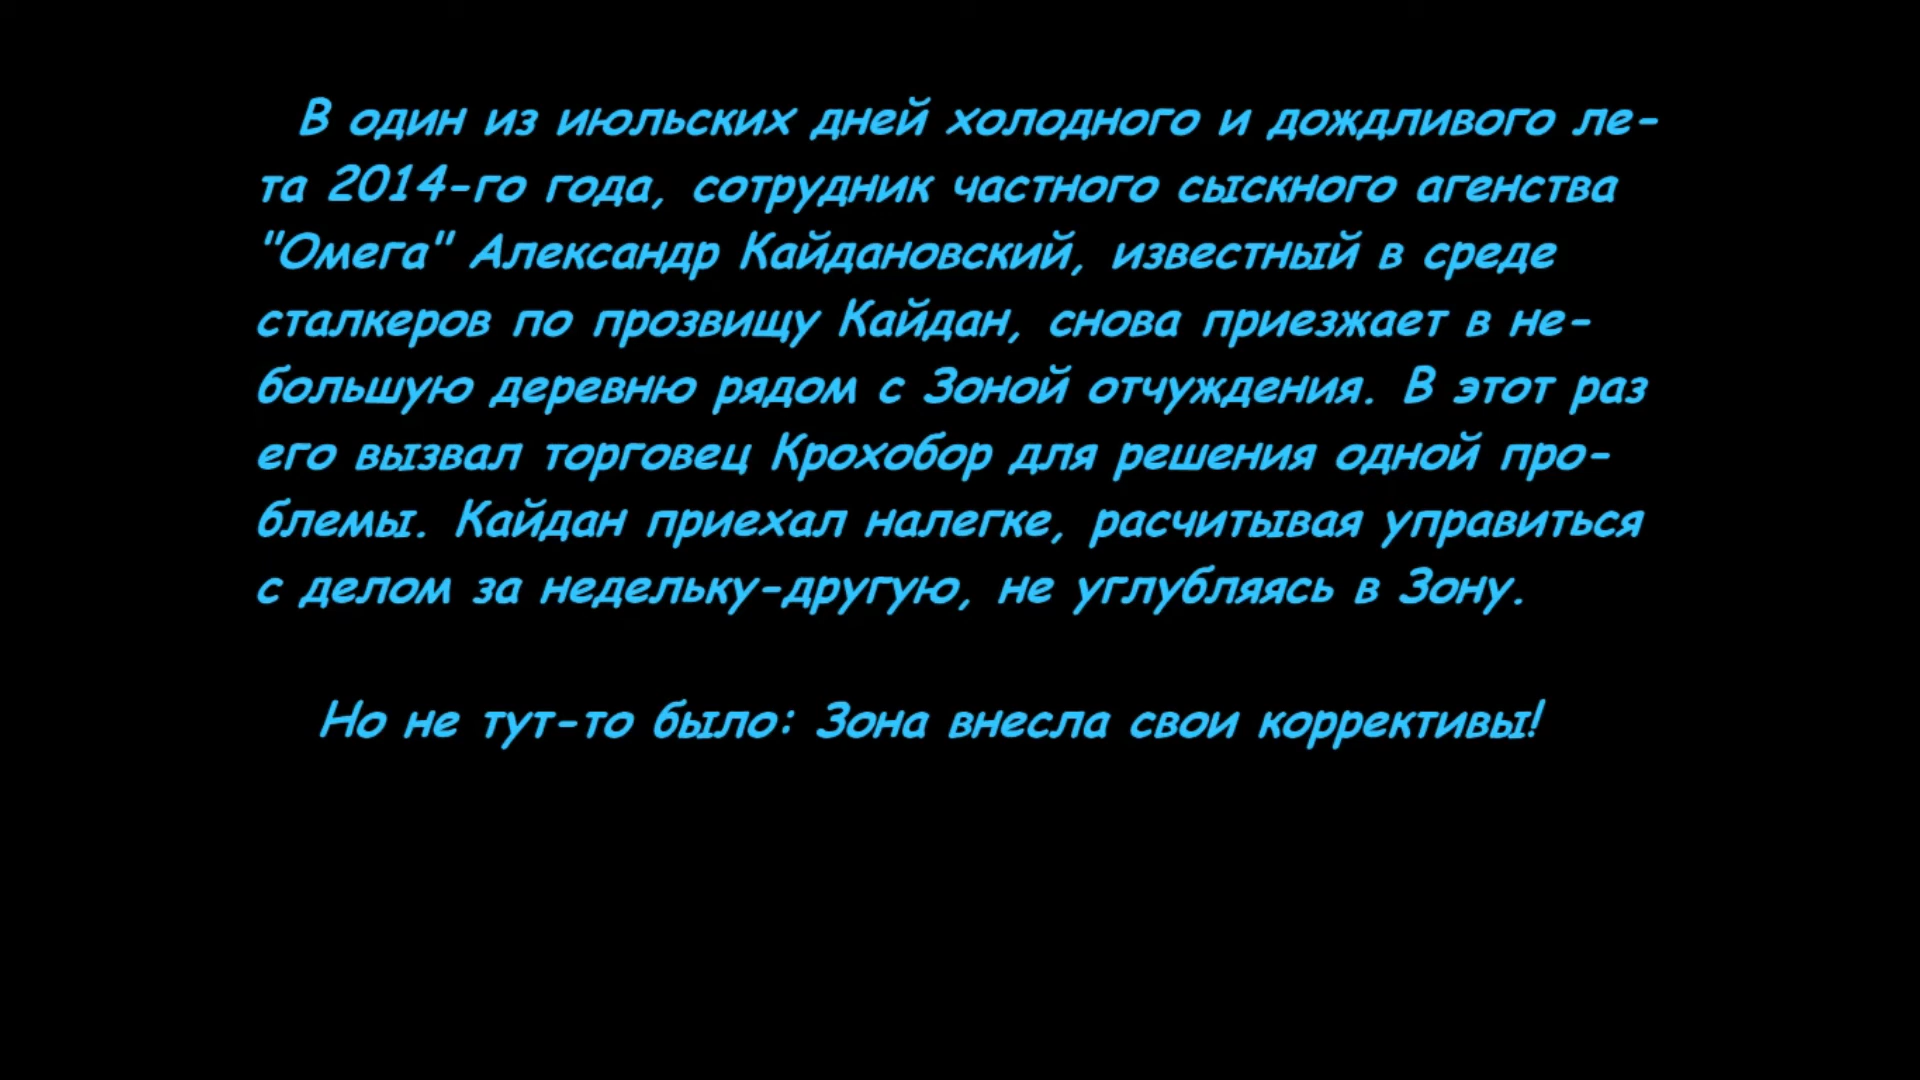 В один из июльских дней холодного и дождливого ле-
та 2014-го года, сотрудник частного сыскного агенства
"Омега" Александр Кайдановский, известный в среде
сталкеров по прозвищу Кайдан, снова приезжает в не-
большую деревню рядом с Зоной отчуждения. В этот раз
его вызвал торговец Крохобор для решения одной про-
блемы. Кайдан приехал налегке, расчитывая управиться
с делом за недельку-другую, не углубляясь в Зону.
Но не тут-то было: Зона внесла свои коррективы!